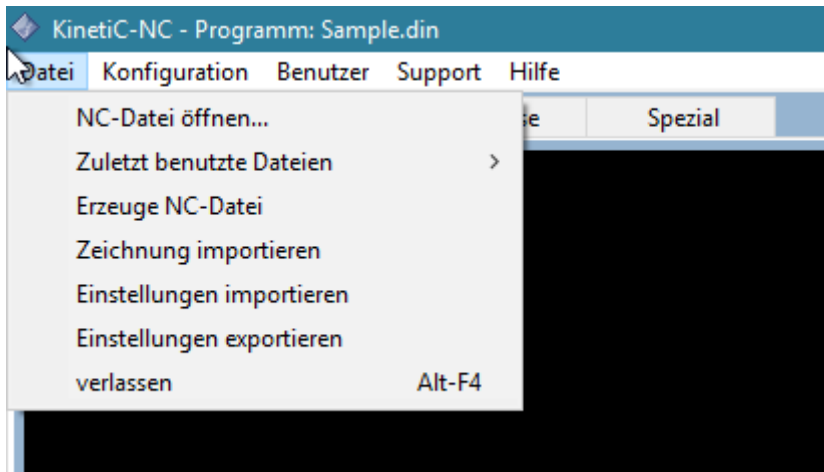 KinetiC-NC - Programm: Sample.din
Datei Konfiguration Benutzer Support Hilfe
Spezial
NC-Datei öffnen...
Zuletzt benutzte Dateien
Erzeuge NC-Datei
Zeichnung importieren
Einstellungen importieren
Einstellungen exportieren
verlassen Alt-F4